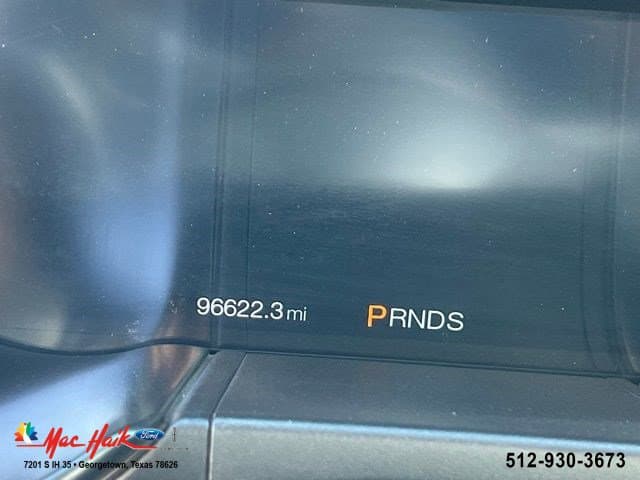 96622.3 mi
PRNDS
Mac Haik Ford
7201 S IH 35 • Georgetown, Texas 78626
512-930-3673